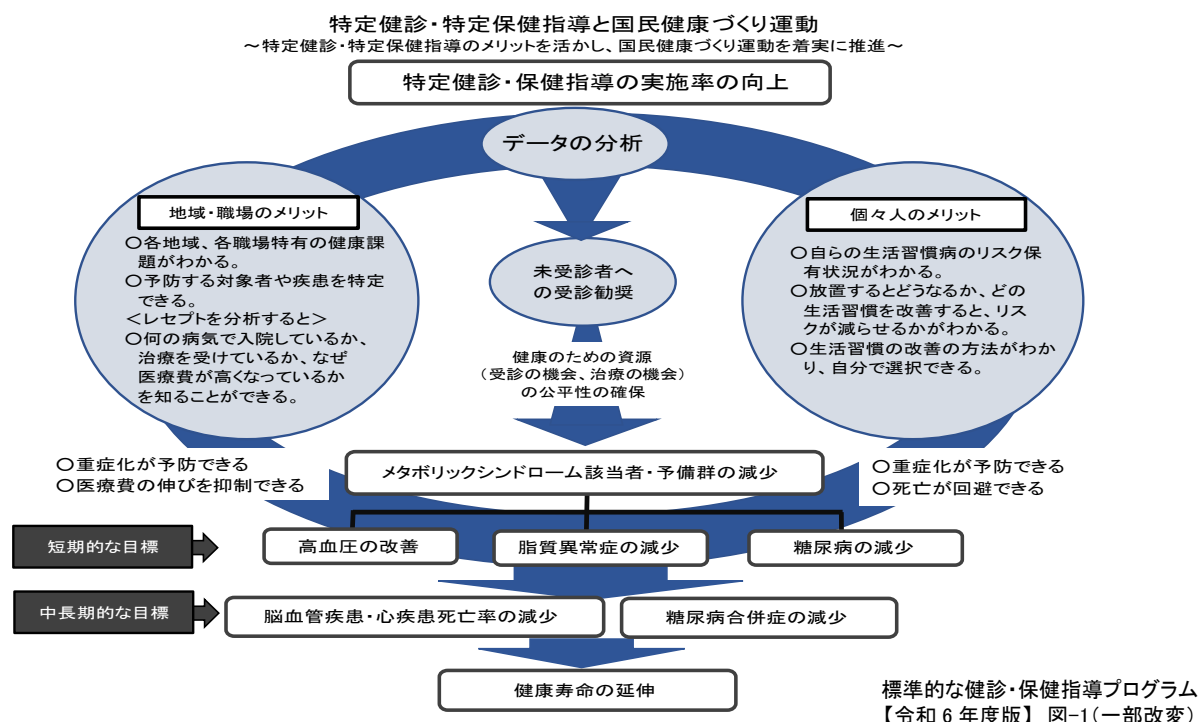 特定健診・特定保健指導と国民健康づくり運動
～特定健診・特定保健指導のメリットを活かし、国民健康づくり運動を着実に推進～
特定健診・保健指導の実施率の向上
データの分析
地域・職場のメリット
○各地域、各職場特有の健康課
題がわかる。
○予防する対象者や疾患を特定
できる。
＜レセプトを分析すると＞
○何の病気で入院しているか、
治療を受けているか、なぜ
医療費が高くなっているか
を知ることができる。
未受診者へ
の受診勧奨
健康のための資源
（受診の機会、治療の機会）
の公平性の確保
個々人のメリット
○自らの生活習慣病のリスク保
有状況がわかる。
○放置するとどうなるか、どの
生活習慣を改善すると、リス
クが減らせるかがわかる。
○生活習慣の改善の方法がわか
り、自分で選択できる。
○重症化が予防できる
○医療費の伸びを抑制できる
メタボリックシンドローム該当者・予備群の減少
○重症化が予防できる
○死亡が回避できる
短期的な目標
高血圧の改善
脂質異常症の減少
糖尿病の減少
中長期的な目標
脳血管疾患・心疾患死亡率の減少
糖尿病合併症の減少
健康寿命の延伸
標準的な健診・保健指導プログラム
【令和 6 年度版】 図-1（一部改変）